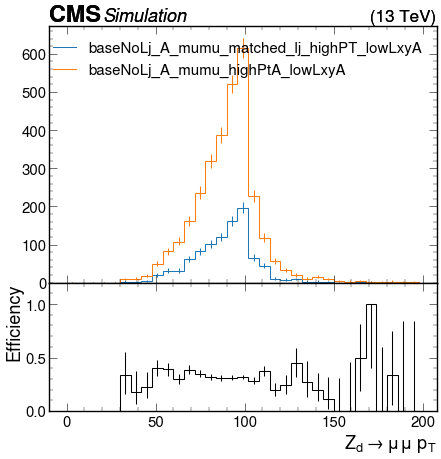 CMS Simulation (13 TeV)
600
500
400
300
200
100
0
baseNoLj_A_mumu_matched_lj_highPT_lowLxyA
baseNoLj_A_mumu_highPtA_lowLxyA
Efficiency
1.0
0.5
0.0
0 50 100 150 200
Z_d → μ μ p_T